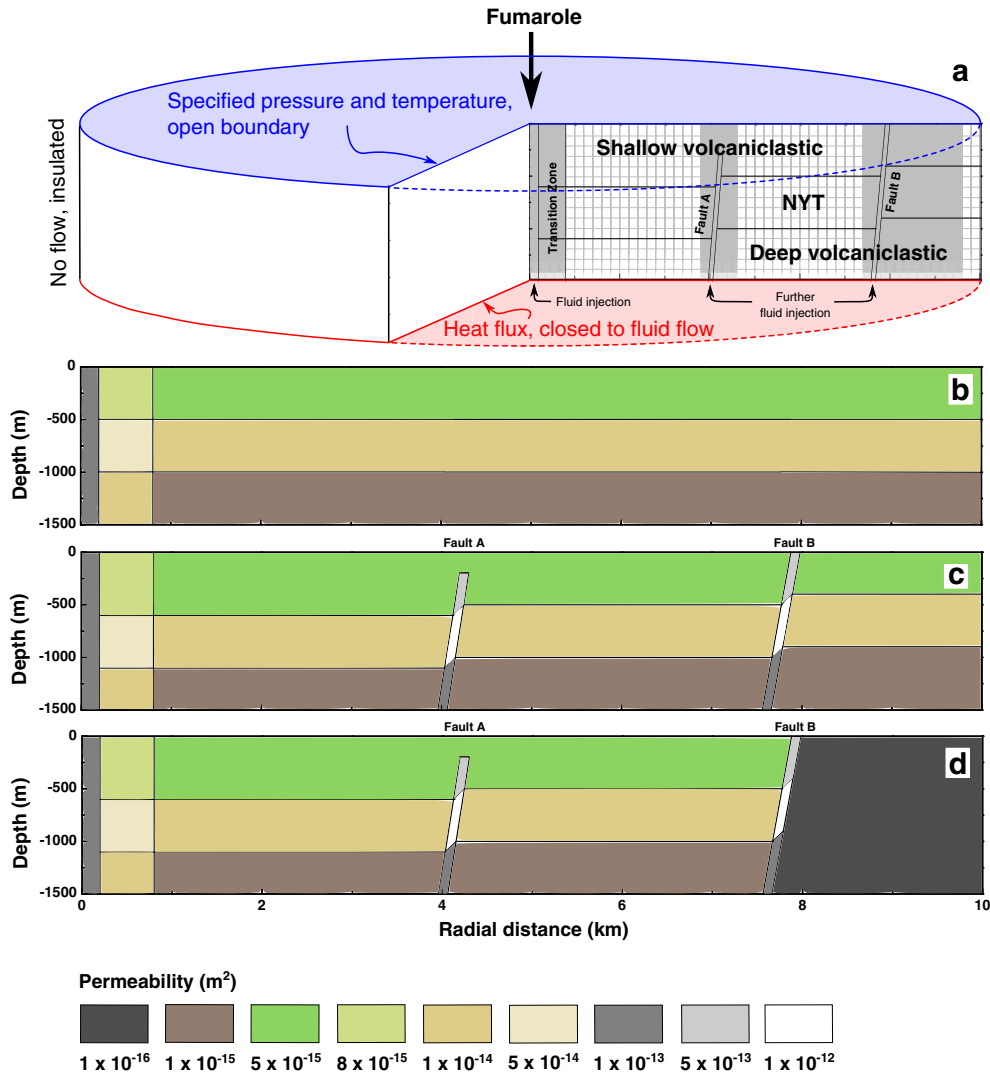 Fumarole
a
Specified pressure and temperature,
open boundary
No flow, insulated
Transition Zone
Shallow volcaniclastic
Fault A
NYT
Fault B
Deep volcaniclastic
Fluid injection
Further
fluid injection
Heat flux, closed to fluid flow
b
Depth (m)
0
-500
-1000
-1500
Fault A
Fault B
c
Depth (m)
0
-500
-1000
-1500
Fault A
Fault B
d
Depth (m)
0
-500
-1000
-1500
0 2 4 6 8 10
Radial distance (km)
Permeability (m²)
1 x 10⁻¹⁶ 1 x 10⁻¹⁵ 5 x 10⁻¹⁵ 8 x 10⁻¹⁵ 1 x 10⁻¹⁴ 5 x 10⁻¹⁴ 1 x 10⁻¹³ 5 x 10⁻¹³ 1 x 10⁻¹²